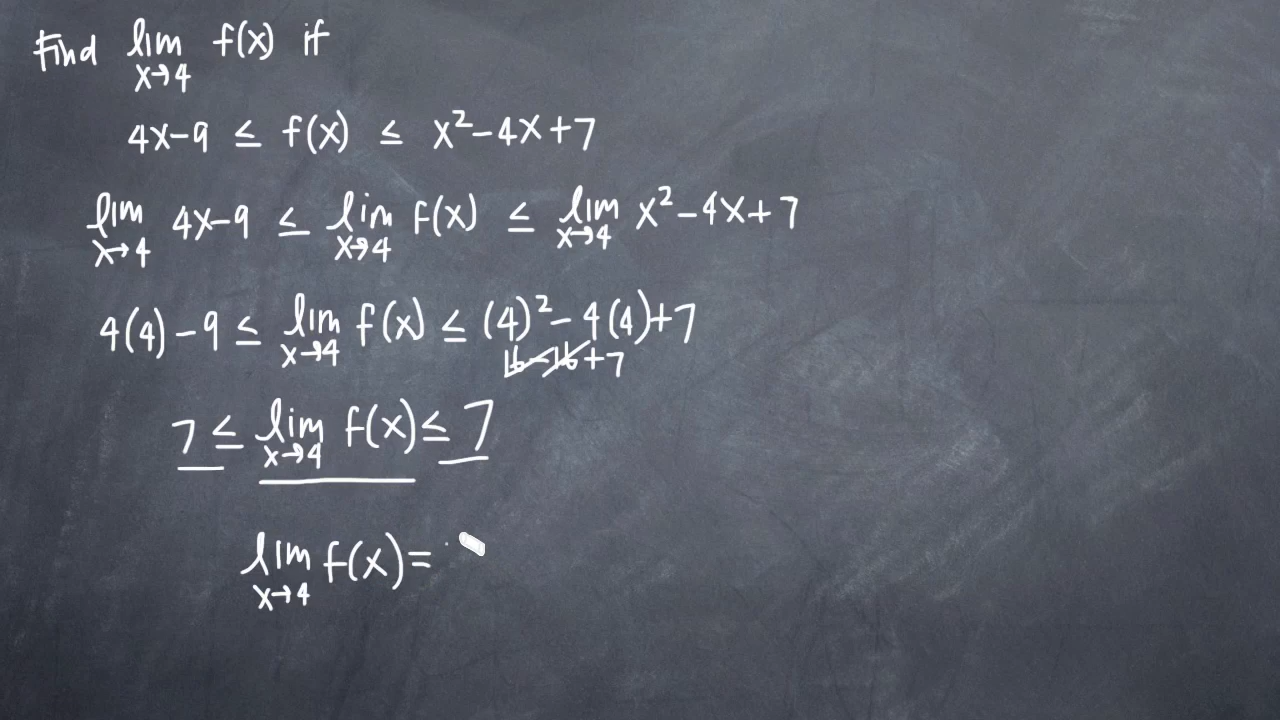 Find lim f(x) if
x→4
4x-9 ≤ f(x) ≤ x²-4x+7
lim 4x-9 ≤ lim f(x) ≤ lim x²-4x+7
x→4 x→4 x→4
4(4)-9 ≤ lim f(x) ≤ (4)²-4(4)+7
x→4 16-16+7
7 ≤ lim f(x) ≤ 7
x→4
lim f(x)=
x→4